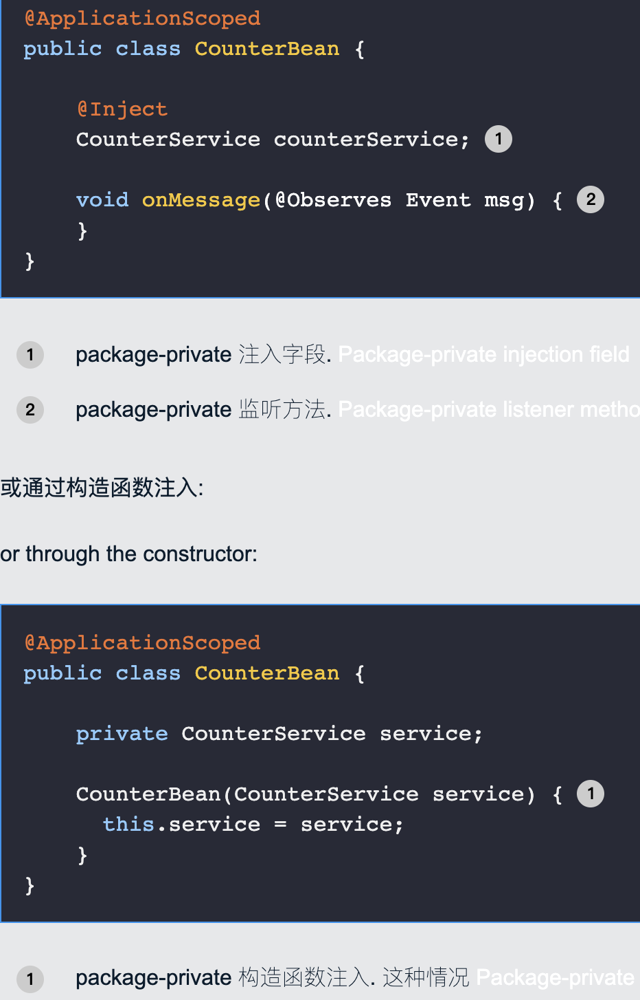 @ApplicationScoped
public class CounterBean {
@Inject
CounterService counterService; 1
void onMessage(@Observes Event msg) { 2
}
}
1 package-private 注入字段. Package-private injection field
2 package-private 监听方法. Package-private listener metho
或通过构造函数注入:
or through the constructor:
@ApplicationScoped
public class CounterBean {
private CounterService service;
CounterBean(CounterService service) { 1
this.service = service;
}
}
1 package-private 构造函数注入. 这种情况 Package-private